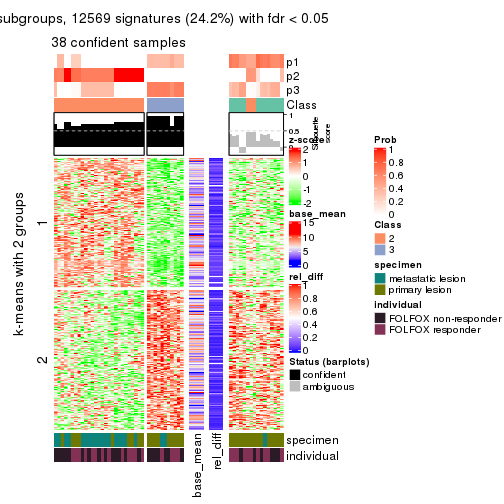 subgroups, 12569 signatures (24.2%) with fdr < 0.05
38 confident samples
p1
p2
p3
Class
1
0.5
0
Silhouette
score
k-means with 2 groups
1
2
specimen
individual
base_mean
rel_diff
z-score
2
1
0
-1
-2
base_mean
15
10
5
0
rel_diff
1
0.8
0.6
0.4
0.2
0
Status (barplots)
confident
ambiguous
Prob
1
0.8
0.6
0.4
0.2
0
Class
2
3
specimen
metastatic lesion
primary lesion
individual
FOLFOX non-responder
FOLFOX responder